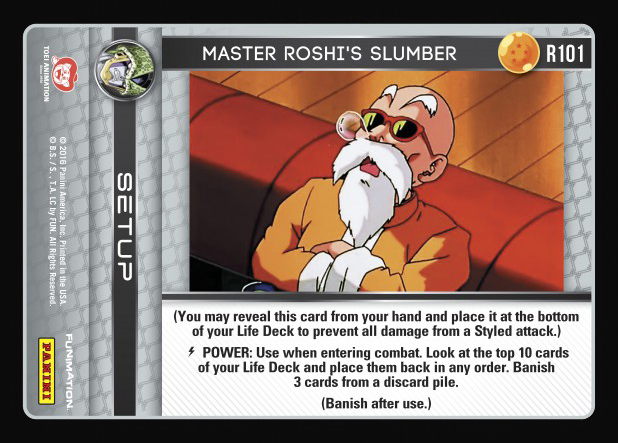 MASTER ROSHI'S SLUMBER
R101
SETUP
(You may reveal this card from your hand and place it at the bottom
of your Life Deck to prevent all damage from a Styled attack.)
POWER: Use when entering combat. Look at the top 10 cards
of your Life Deck and place them back in any order. Banish
3 cards from a discard pile.
(Banish after use.)
TOEI ANIMATION
© 2016 Panini America, Inc. Printed in the USA.
© B.S./ S., T.A. LC by FUN. All Rights Reserved.
FUNIMATION
PANINI